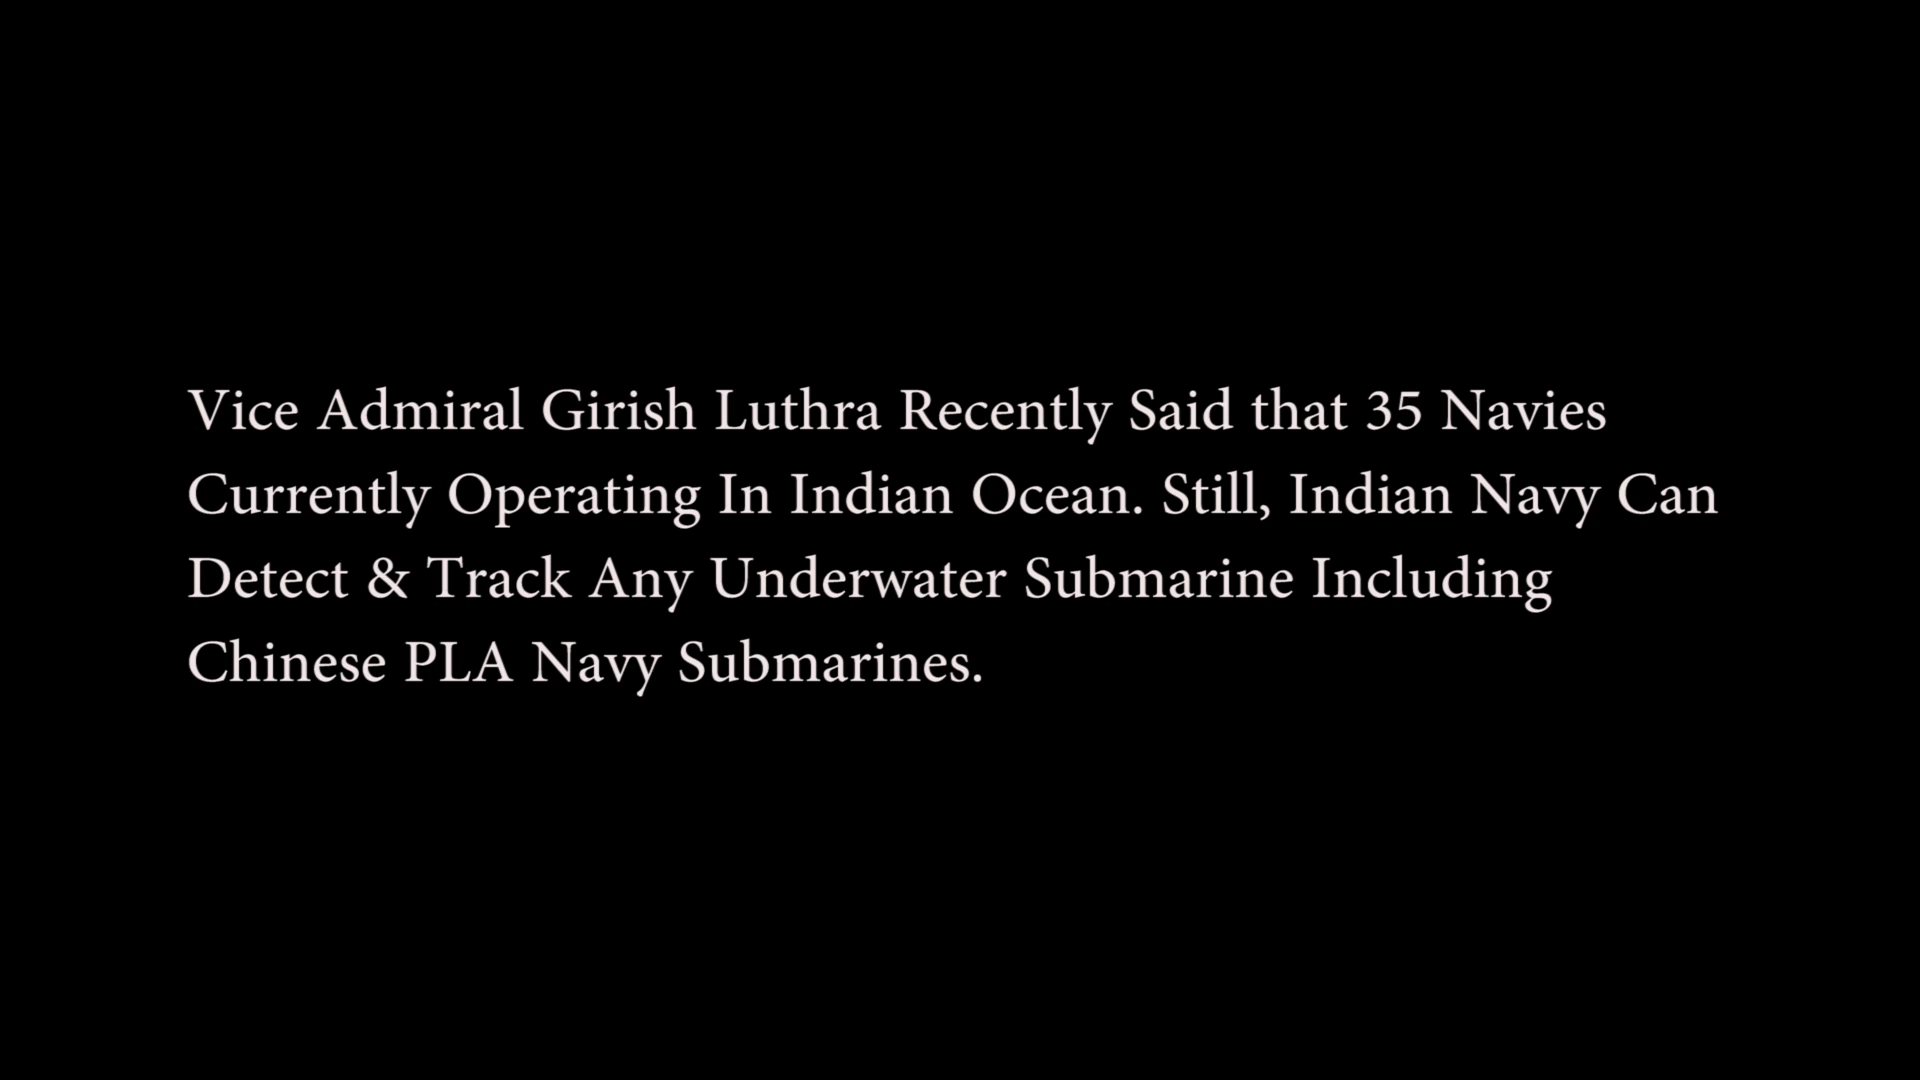 Vice Admiral Girish Luthra Recently Said that 35 Navies
Currently Operating In Indian Ocean. Still, Indian Navy Can
Detect & Track Any Underwater Submarine Including
Chinese PLA Navy Submarines.